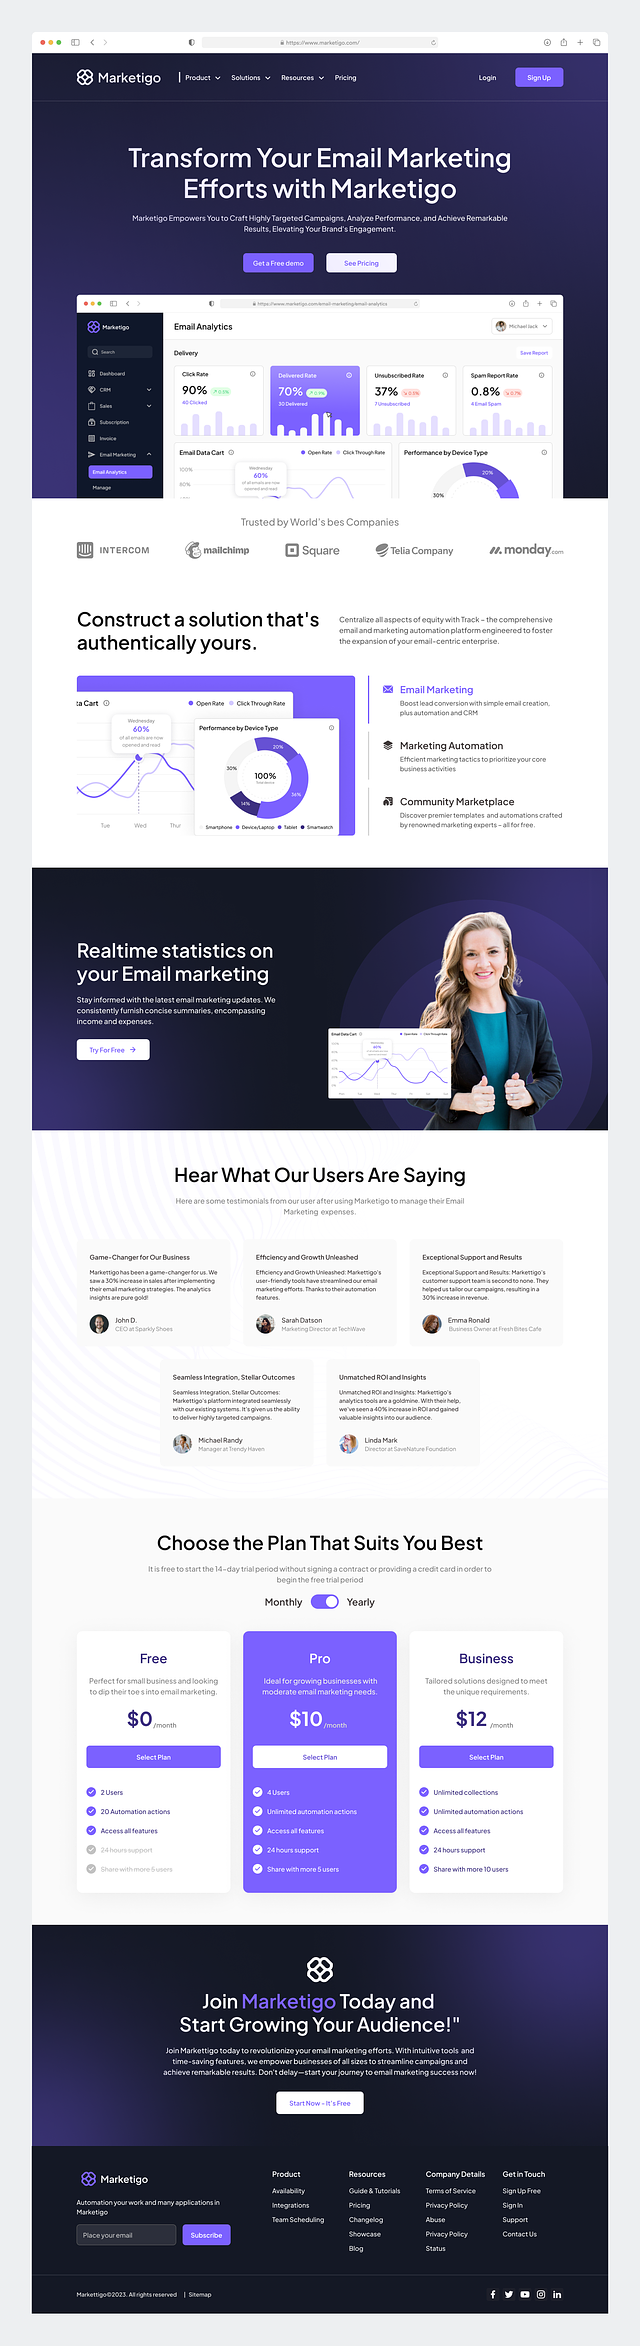 https://www.marketigo.com/
Marketigo
Product
Solutions
Resources
Pricing
Login
Sign Up
Transform Your Email Marketing
Efforts with Marketigo
Marketigo Empowers You to Craft Highly Targeted Campaigns, Analyze Performance, and Achieve Remarkable
Results, Elevating Your Brand's Engagement.
Get a Free demo
See Pricing
https://www.marketigo.com/email-marketing/email-analytics
Marketigo
Search
Dashboard
CRM
Sales
Subscription
Invoice
Email Marketing
Email Analytics
Manage
Email Analytics
Michael Jack
Delivery
Save Report
Click Rate
90%
40 Clicked
Delivered Rate
70%
30 Delivered
Unsubscribed Rate
37%
7 Unsubscribed
Spam Report Rate
0.8%
4 Email Spam
Email Data Cart
Open Rate
Click Through Rate
100%
80%
Wednesday
60%
of all emails are now
opened and read
Performance by Device Type
20%
30%
Trusted by World's bes Companies
INTERCOM
mailchimp
Square
Telia Company
monday.com
Construct a solution that's
authentically yours.
Centralize all aspects of equity with Track – the comprehensive
email and marketing automation platform engineered to foster
the expansion of your email-centric enterprise.
ta Cart
Open Rate
Click Through Rate
Wednesday
60%
of all emails are now
opened and read
Tue
Wed
Thur
Performance by Device Type
20%
30%
100%
36%
14%
Smartphone
Device/Laptop
Tablet
Smartwatch
Email Marketing
Boost lead conversion with simple email creation,
plus automation and CRM
Marketing Automation
Efficient marketing tactics to prioritize your core
business activities
Community Marketplace
Discover premier templates and automations crafted
by renowned marketing experts – all for free.
Realtime statistics on
your Email marketing
Stay informed with the latest email marketing updates. We
consistently furnish concise summaries, encompassing
income and expenses.
Try For Free
Email Data Cart
Open Rate
Click Through Rate
Wednesday
60%
Hear What Our Users Are Saying
Here are some testimonials from our user after using Marketigo to manage their Email
Marketing expenses.
Game-Changer for Our Business
Markettigo has been a game-changer for us. We
saw a 30% increase in sales after implementing
their email marketing strategies. The analytics
insights are pure gold!
John D.
CEO at Sparkly Shoes
Efficiency and Growth Unleashed
Efficiency and Growth Unleashed: Markettigo's
user-friendly tools have streamlined our email
marketing efforts. Thanks to their automation
features.
Sarah Datson
Marketing Director at TechWave
Exceptional Support and Results
Exceptional Support and Results: Markettigo's
customer support team is second to none. They
helped us tailor our campaigns, resulting in a
30% increase in revenue.
Emma Ronald
Business Owner at Fresh Bites Cafe
Seamless Integration, Stellar Outcomes
Seamless Integration, Stellar Outcomes:
Markettigo's platform integrated seamlessly
with our existing systems. It's given us the ability
to deliver highly targeted campaigns.
Michael Randy
Manager at Trendy Haven
Unmatched ROI and Insights
Unmatched ROI and Insights: Markettigo's
analytics tools are a goldmine. With their help,
we've seen a 40% increase in ROI and gained
valuable insights into our audience.
Linda Mark
Director at SaveNature Foundation
Choose the Plan That Suits You Best
It is free to start the 14-day trial period without signing a contract or providing a credit card in order to
begin the free trial period
Monthly
Yearly
Free
Perfect for small business and looking
to dip their toe s into email marketing.
$0 /month
Select Plan
2 Users
20 Automation actions
Access all features
24 hours support
Share with more 5 users
Pro
Ideal for growing businesses with
moderate email marketing needs.
$10 /month
Select Plan
4 Users
Unlimited automation actions
Access all features
24 hours support
Share with more 5 users
Business
Tailored solutions designed to meet
the unique requirements.
$12 /month
Select Plan
Unlimited collections
Unlimited automation actions
Access all features
24 hours support
Share with more 10 users
Join Marketigo Today and
Start Growing Your Audience!"
Join Markettigo today to revolutionize your email marketing efforts. With intuitive tools and
time-saving features, we empower businesses of all sizes to streamline campaigns and
achieve remarkable results. Don't delay—start your journey to email marketing success now!
Start Now - It's Free
Marketigo
Automation your work and many applications in
Marketigo
Place your email
Subscribe
Product
Availability
Integrations
Team Scheduling
Resources
Guide & Tutorials
Pricing
Changelog
Showcase
Blog
Company Details
Terms of Service
Privacy Policy
Abuse
Privacy Policy
Status
Get in Touch
Sign Up Free
Sign In
Support
Contact Us
Markettigo©2023. All rights reserved
| Sitemap